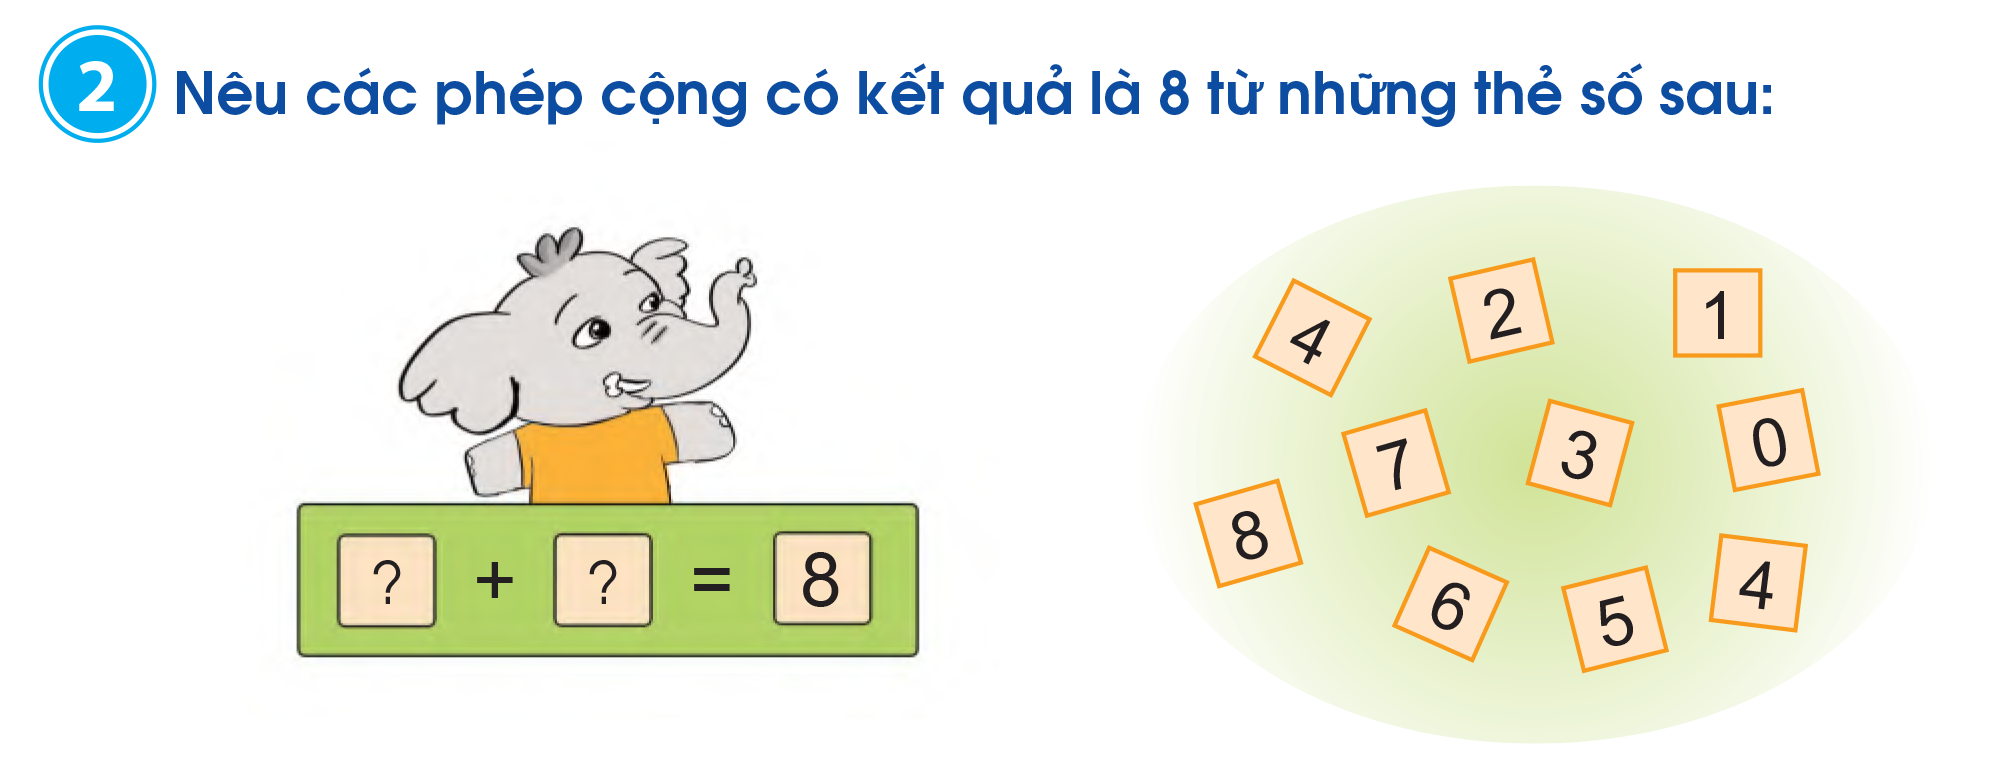 2 Nêu các phép cộng có kết quả là 8 từ những thẻ số sau:
4 2 1
7 3 0
8
6 5 4
? + ? = 8